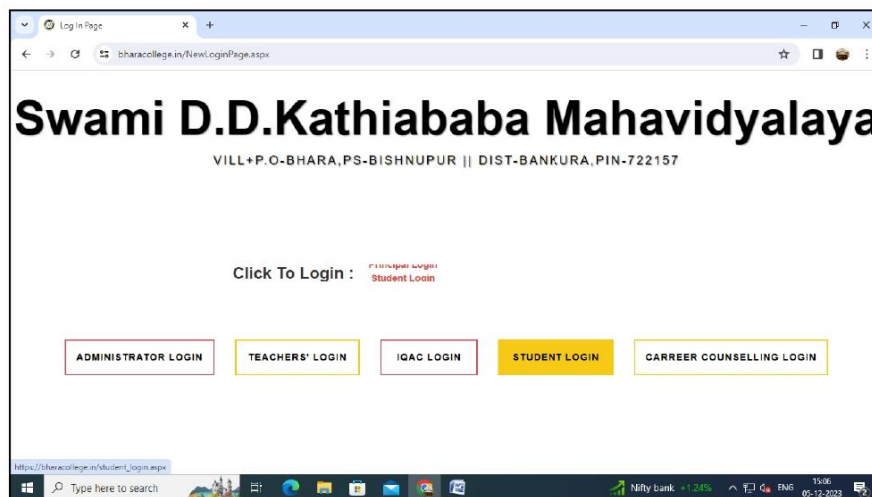 Log In Page
bharacollege.in/NewLoginPage.aspx
Swami D.D.Kathiababa Mahavidyalaya
VILL+P.O-BHARA,PS-BISHNUPUR || DIST-BANKURA,PIN-722157
Click To Login :
Principal Login
Student Login
ADMINISTRATOR LOGIN
TEACHERS' LOGIN
IQAC LOGIN
STUDENT LOGIN
CARREER COUNSELLING LOGIN
https://bharacollege.in/student_login.aspx
Type here to search
Nifty bank +1.24%
ENG
15:06
05-12-2023
2